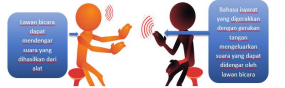 Lawan bicara
dapat
mendengar
suara yang
dihasilkan dari
alat
Bahasa isyarat
yang digerakkan
dengan gerakan
tangan
mengeluarkan
suara yang dapat
didengar oleh
lawan bicara